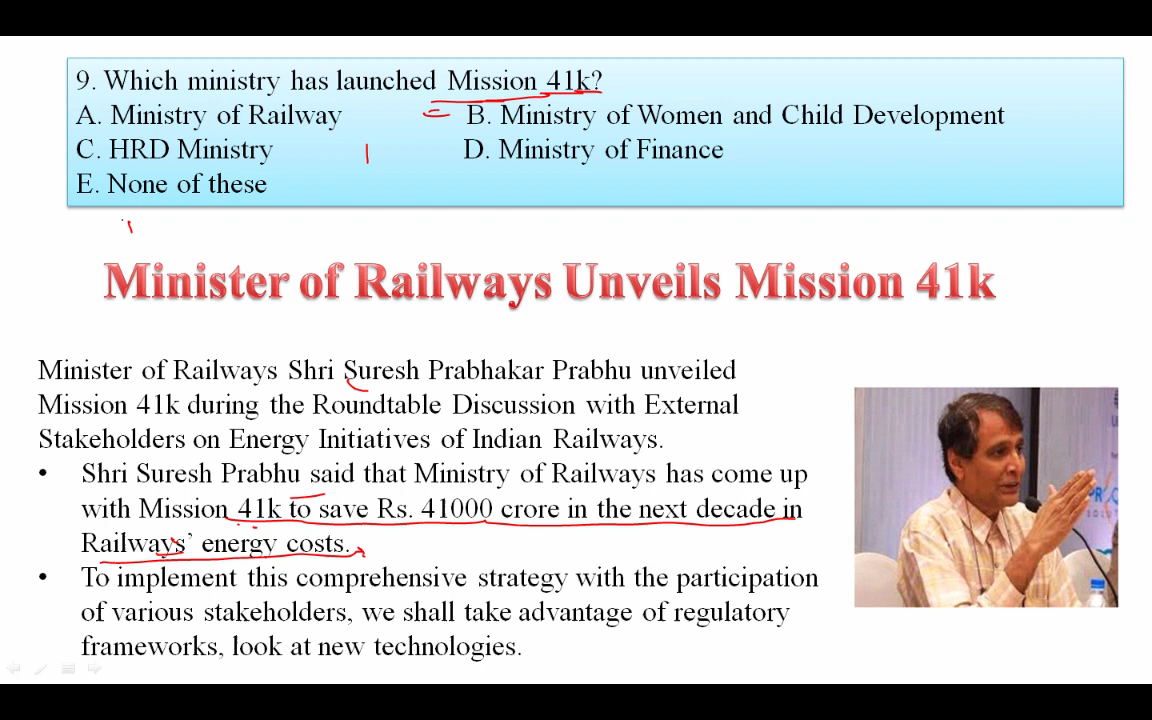 9. Which ministry has launched Mission 41k?
A. Ministry of Railway B. Ministry of Women and Child Development
C. HRD Ministry D. Ministry of Finance
E. None of these
Minister of Railways Unveils Mission 41k
Minister of Railways Shri Suresh Prabhakar Prabhu unveiled
Mission 41k during the Roundtable Discussion with External
Stakeholders on Energy Initiatives of Indian Railways.
• Shri Suresh Prabhu said that Ministry of Railways has come up
with Mission 41k to save Rs. 41000 crore in the next decade in
Railways’ energy costs.
• To implement this comprehensive strategy with the participation
of various stakeholders, we shall take advantage of regulatory
frameworks, look at new technologies.